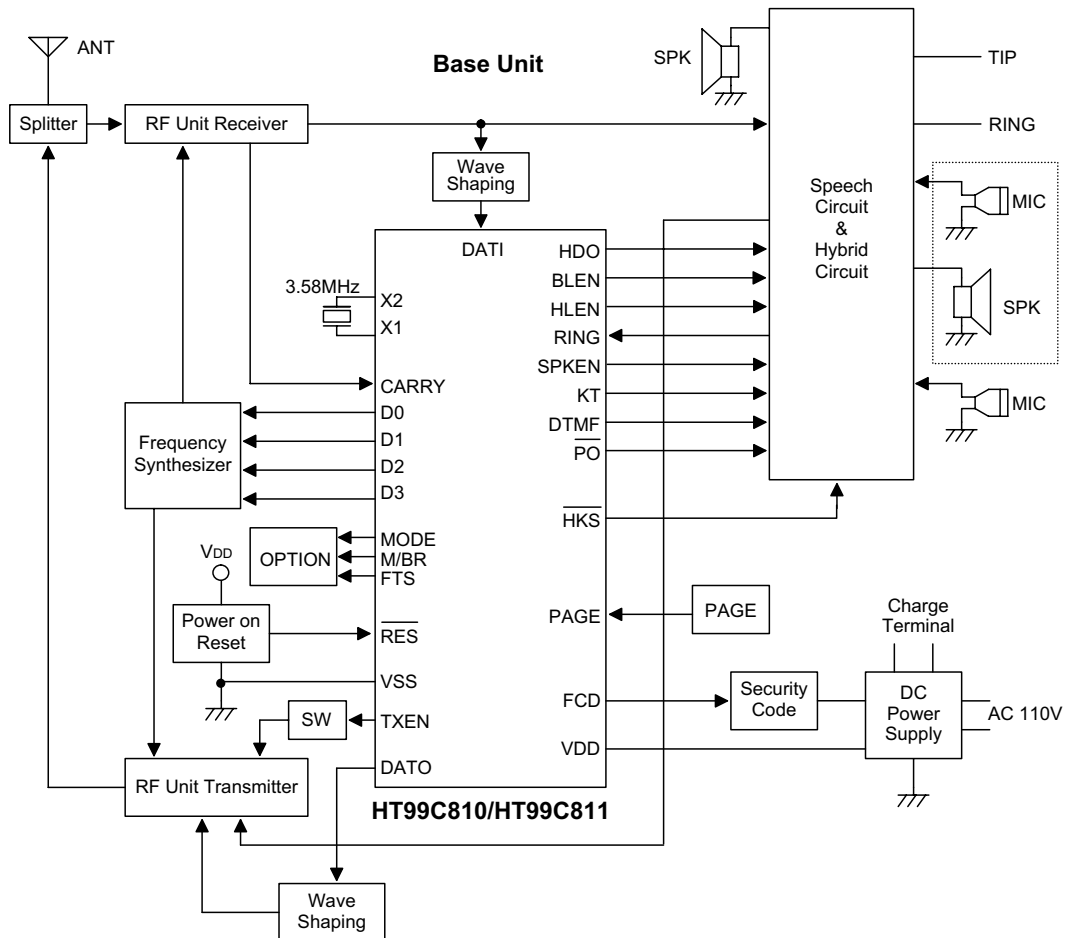 ANT
Base Unit
SPK
TIP
Splitter
RF Unit Receiver
RING
Wave
Shaping
Speech
Circuit
&
Hybrid
Circuit
MIC
DATI
HDO
3.58MHz
X2
BLEN
X1
HLEN
SPK
RING
SPKEN
CARRY
KT
MIC
D0
DTMF
Frequency
Synthesizer
D1
PO
D2
D3
HKS
MODE
OPTION
M/BR
FTS
VDD
PAGE
PAGE
Charge
Terminal
Power on
Reset
RES
VSS
FCD
Security
Code
DC
Power
Supply
AC 110V
SW
TXEN
VDD
DATO
RF Unit Transmitter
HT99C810/HT99C811
Wave
Shaping